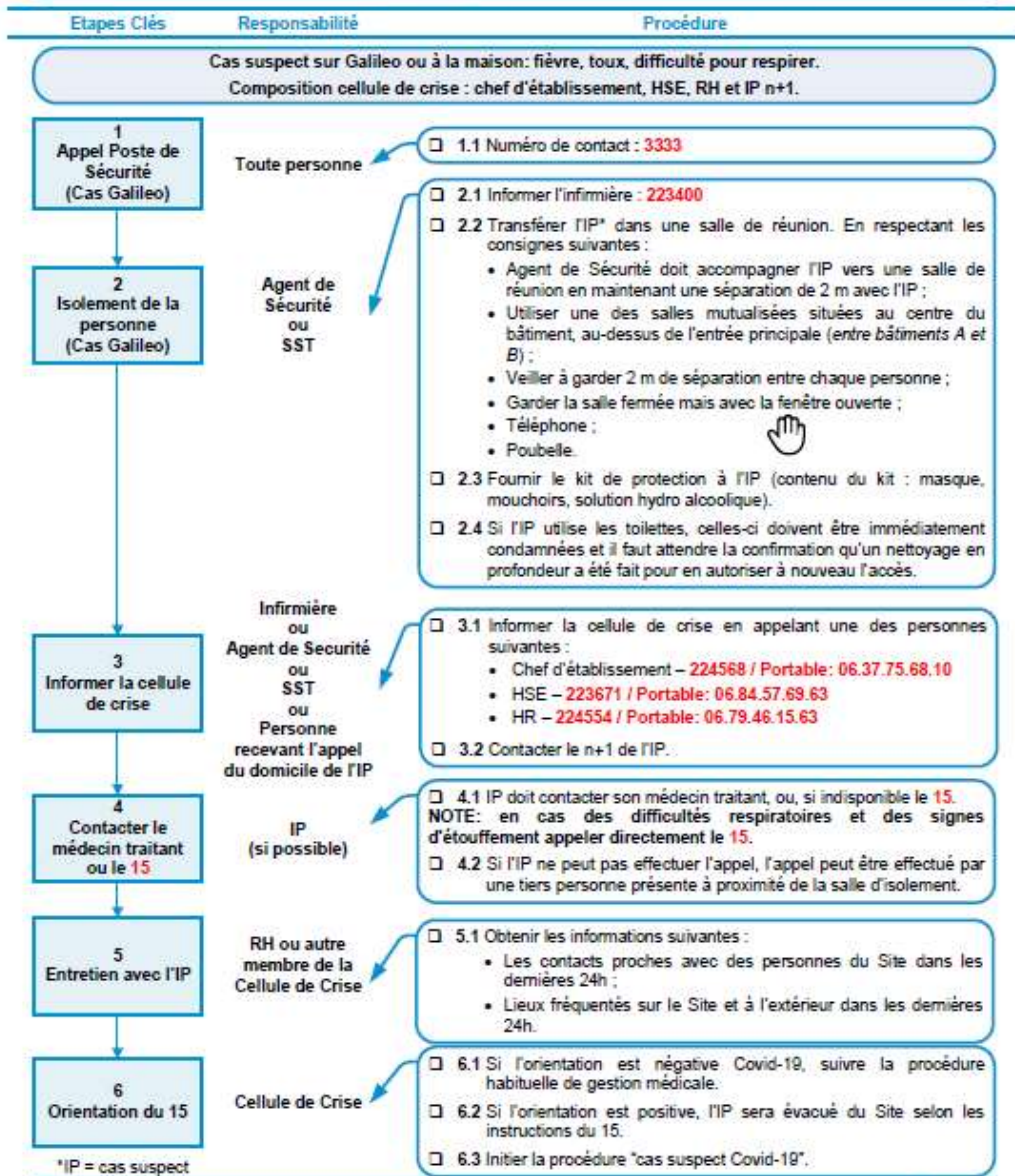 Etapes Clés Responsabilité Procédure
Cas suspect sur Galileo ou à la maison: fièvre, toux, difficulté pour respirer.
Composition cellule de crise : chef d'établissement, HSE, RH et IP n+1.
1
Appel Poste de
Sécurité
(Cas Galileo)
Toute personne
❑ 1.1 Numéro de contact : 3333
2
Isolement de la
personne
(Cas Galileo)
Agent de
Sécurité
ou
SST
❑ 2.1 Informer l'infirmière : 223400
❑ 2.2 Transférer l'IP* dans une salle de réunion. En respectant les
consignes suivantes :
• Agent de Sécurité doit accompagner l'IP vers une salle de
réunion en maintenant une séparation de 2 m avec l'IP ;
• Utiliser une des salles mutualisées situées au centre du
bâtiment, au-dessus de l'entrée principale (entre bâtiments A et
B) ;
• Veiller à garder 2 m de séparation entre chaque personne ;
• Garder la salle fermée mais avec la fenêtre ouverte ;
• Téléphone ;
• Poubelle.
❑ 2.3 Fournir le kit de protection à l'IP (contenu du kit : masque,
mouchoirs, solution hydro alcoolique).
❑ 2.4 Si l'IP utilise les toilettes, celles-ci doivent être immédiatement
condamnées et il faut attendre la confirmation qu'un nettoyage en
profondeur a été fait pour en autoriser à nouveau l'accès.
3
Informer la cellule
de crise
Infirmière
ou
Agent de Securité
ou
SST
ou
Personne
recevant l'appel
du domicile de l'IP
❑ 3.1 Informer la cellule de crise en appelant une des personnes
suivantes :
• Chef d'établissement – 224568 / Portable: 06.37.75.68.10
• HSE – 223671 / Portable: 06.84.57.69.63
• HR – 224554 / Portable: 06.79.46.15.63
❑ 3.2 Contacter le n+1 de l'IP.
4
Contacter le
médecin traitant
ou le 15
IP
(si possible)
❑ 4.1 IP doit contacter son médecin traitant, ou, si indisponible le 15.
NOTE: en cas des difficultés respiratoires et des signes
d'étouffement appeler directement le 15.
❑ 4.2 Si l'IP ne peut pas effectuer l'appel, l'appel peut être effectué par
une tiers personne présente à proximité de la salle d'isolement.
5
Entretien avec l'IP
RH ou autre
membre de la
Cellule de Crise
❑ 5.1 Obtenir les informations suivantes :
• Les contacts proches avec des personnes du Site dans les
dernières 24h ;
• Lieux fréquentés sur le Site et à l'extérieur dans les dernières
24h.
6
Orientation du 15
Cellule de Crise
❑ 6.1 Si l'orientation est négative Covid-19, suivre la procédure
habituelle de gestion médicale.
❑ 6.2 Si l'orientation est positive, l'IP sera évacué du Site selon les
instructions du 15.
❑ 6.3 Initier la procédure "cas suspect Covid-19".
*IP = cas suspect